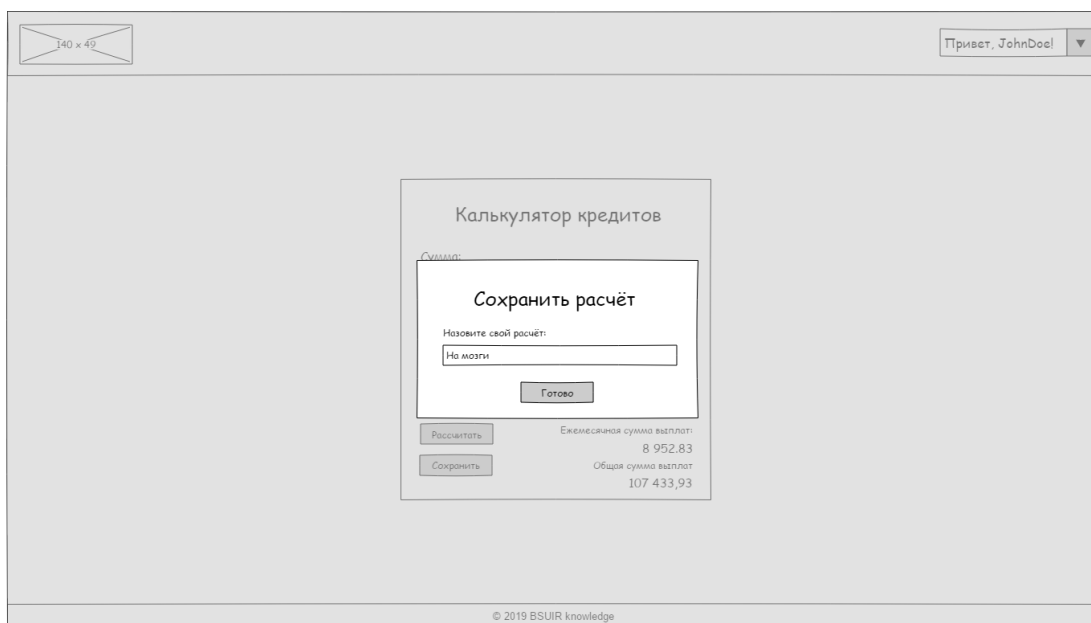 140 x 49
Привет, JohnDoe!
Калькулятор кредитов
Сумма:
Сохранить расчёт
Назовите свой расчёт:
На мозги
Готово
Рассчитать
Ежемесячная сумма выплат:
8 952.83
Сохранить
Общая сумма выплат
107 433,93
© 2019 BSUIR knowledge